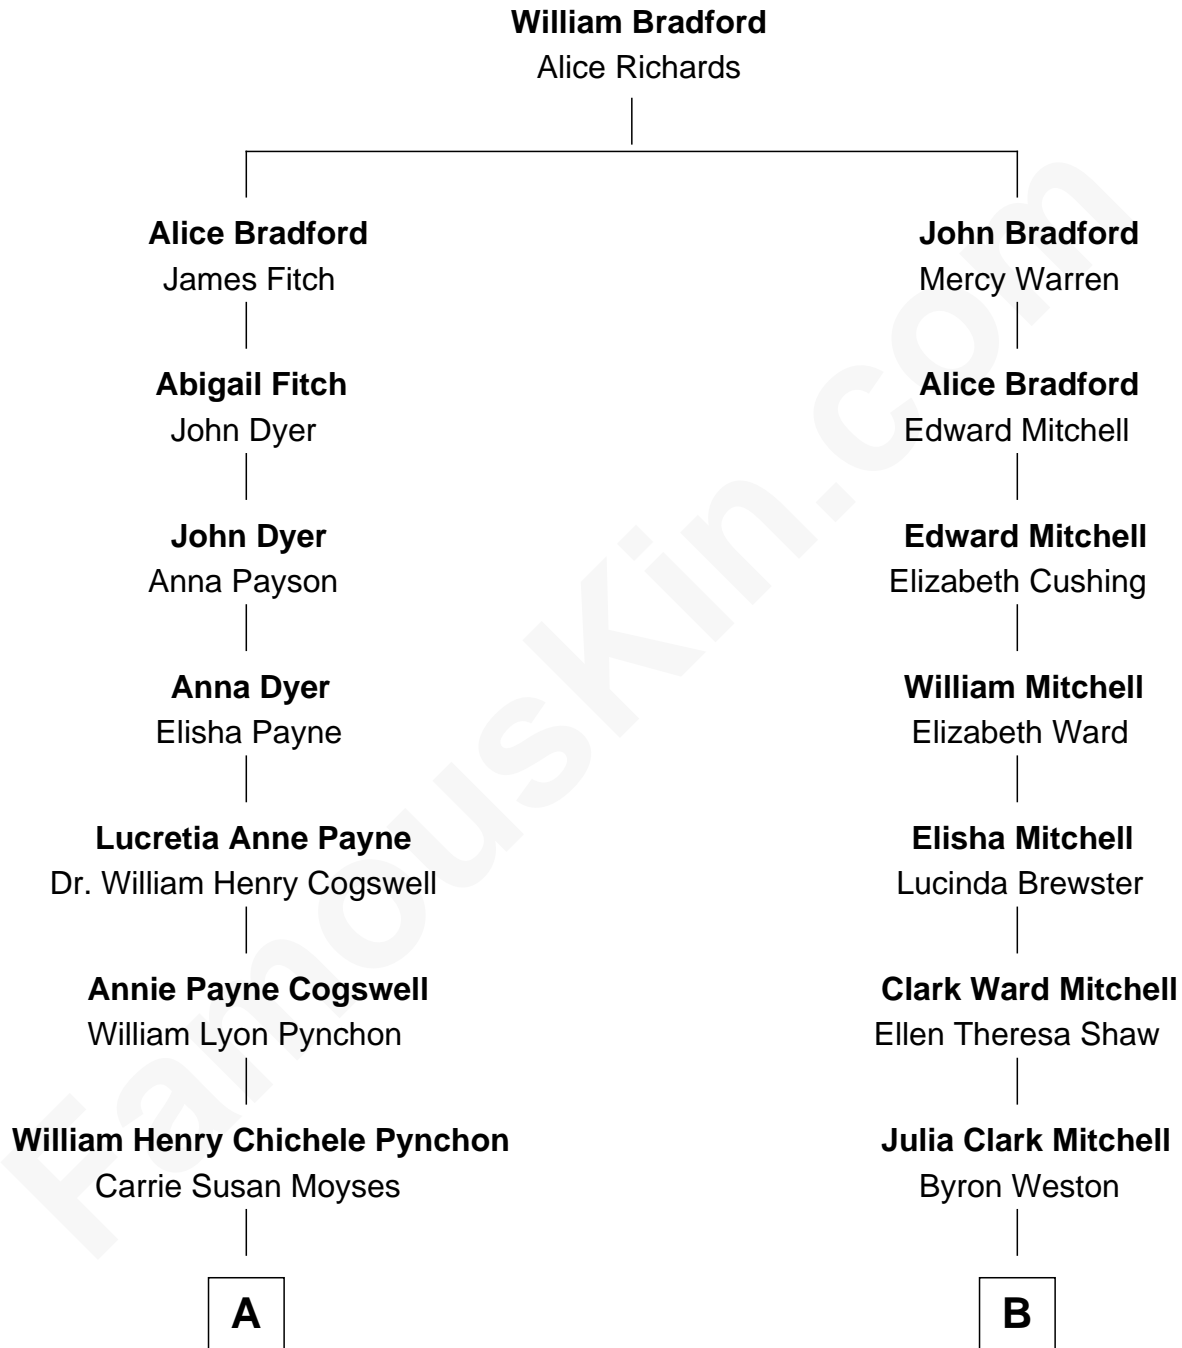 William Bradford
Alice Richards
Alice Bradford
James Fitch
John Bradford
Mercy Warren
Abigail Fitch
John Dyer
Alice Bradford
Edward Mitchell
John Dyer
Anna Payson
Edward Mitchell
Elizabeth Cushing
Anna Dyer
Elisha Payne
William Mitchell
Elizabeth Ward
Lucretia Anne Payne
Dr. William Henry Cogswell
Elisha Mitchell
Lucinda Brewster
Annie Payne Cogswell
William Lyon Pynchon
Clark Ward Mitchell
Ellen Theresa Shaw
William Henry Chichele Pynchon
Carrie Susan Moyses
Julia Clark Mitchell
Byron Weston
A
B
FamousKin.com